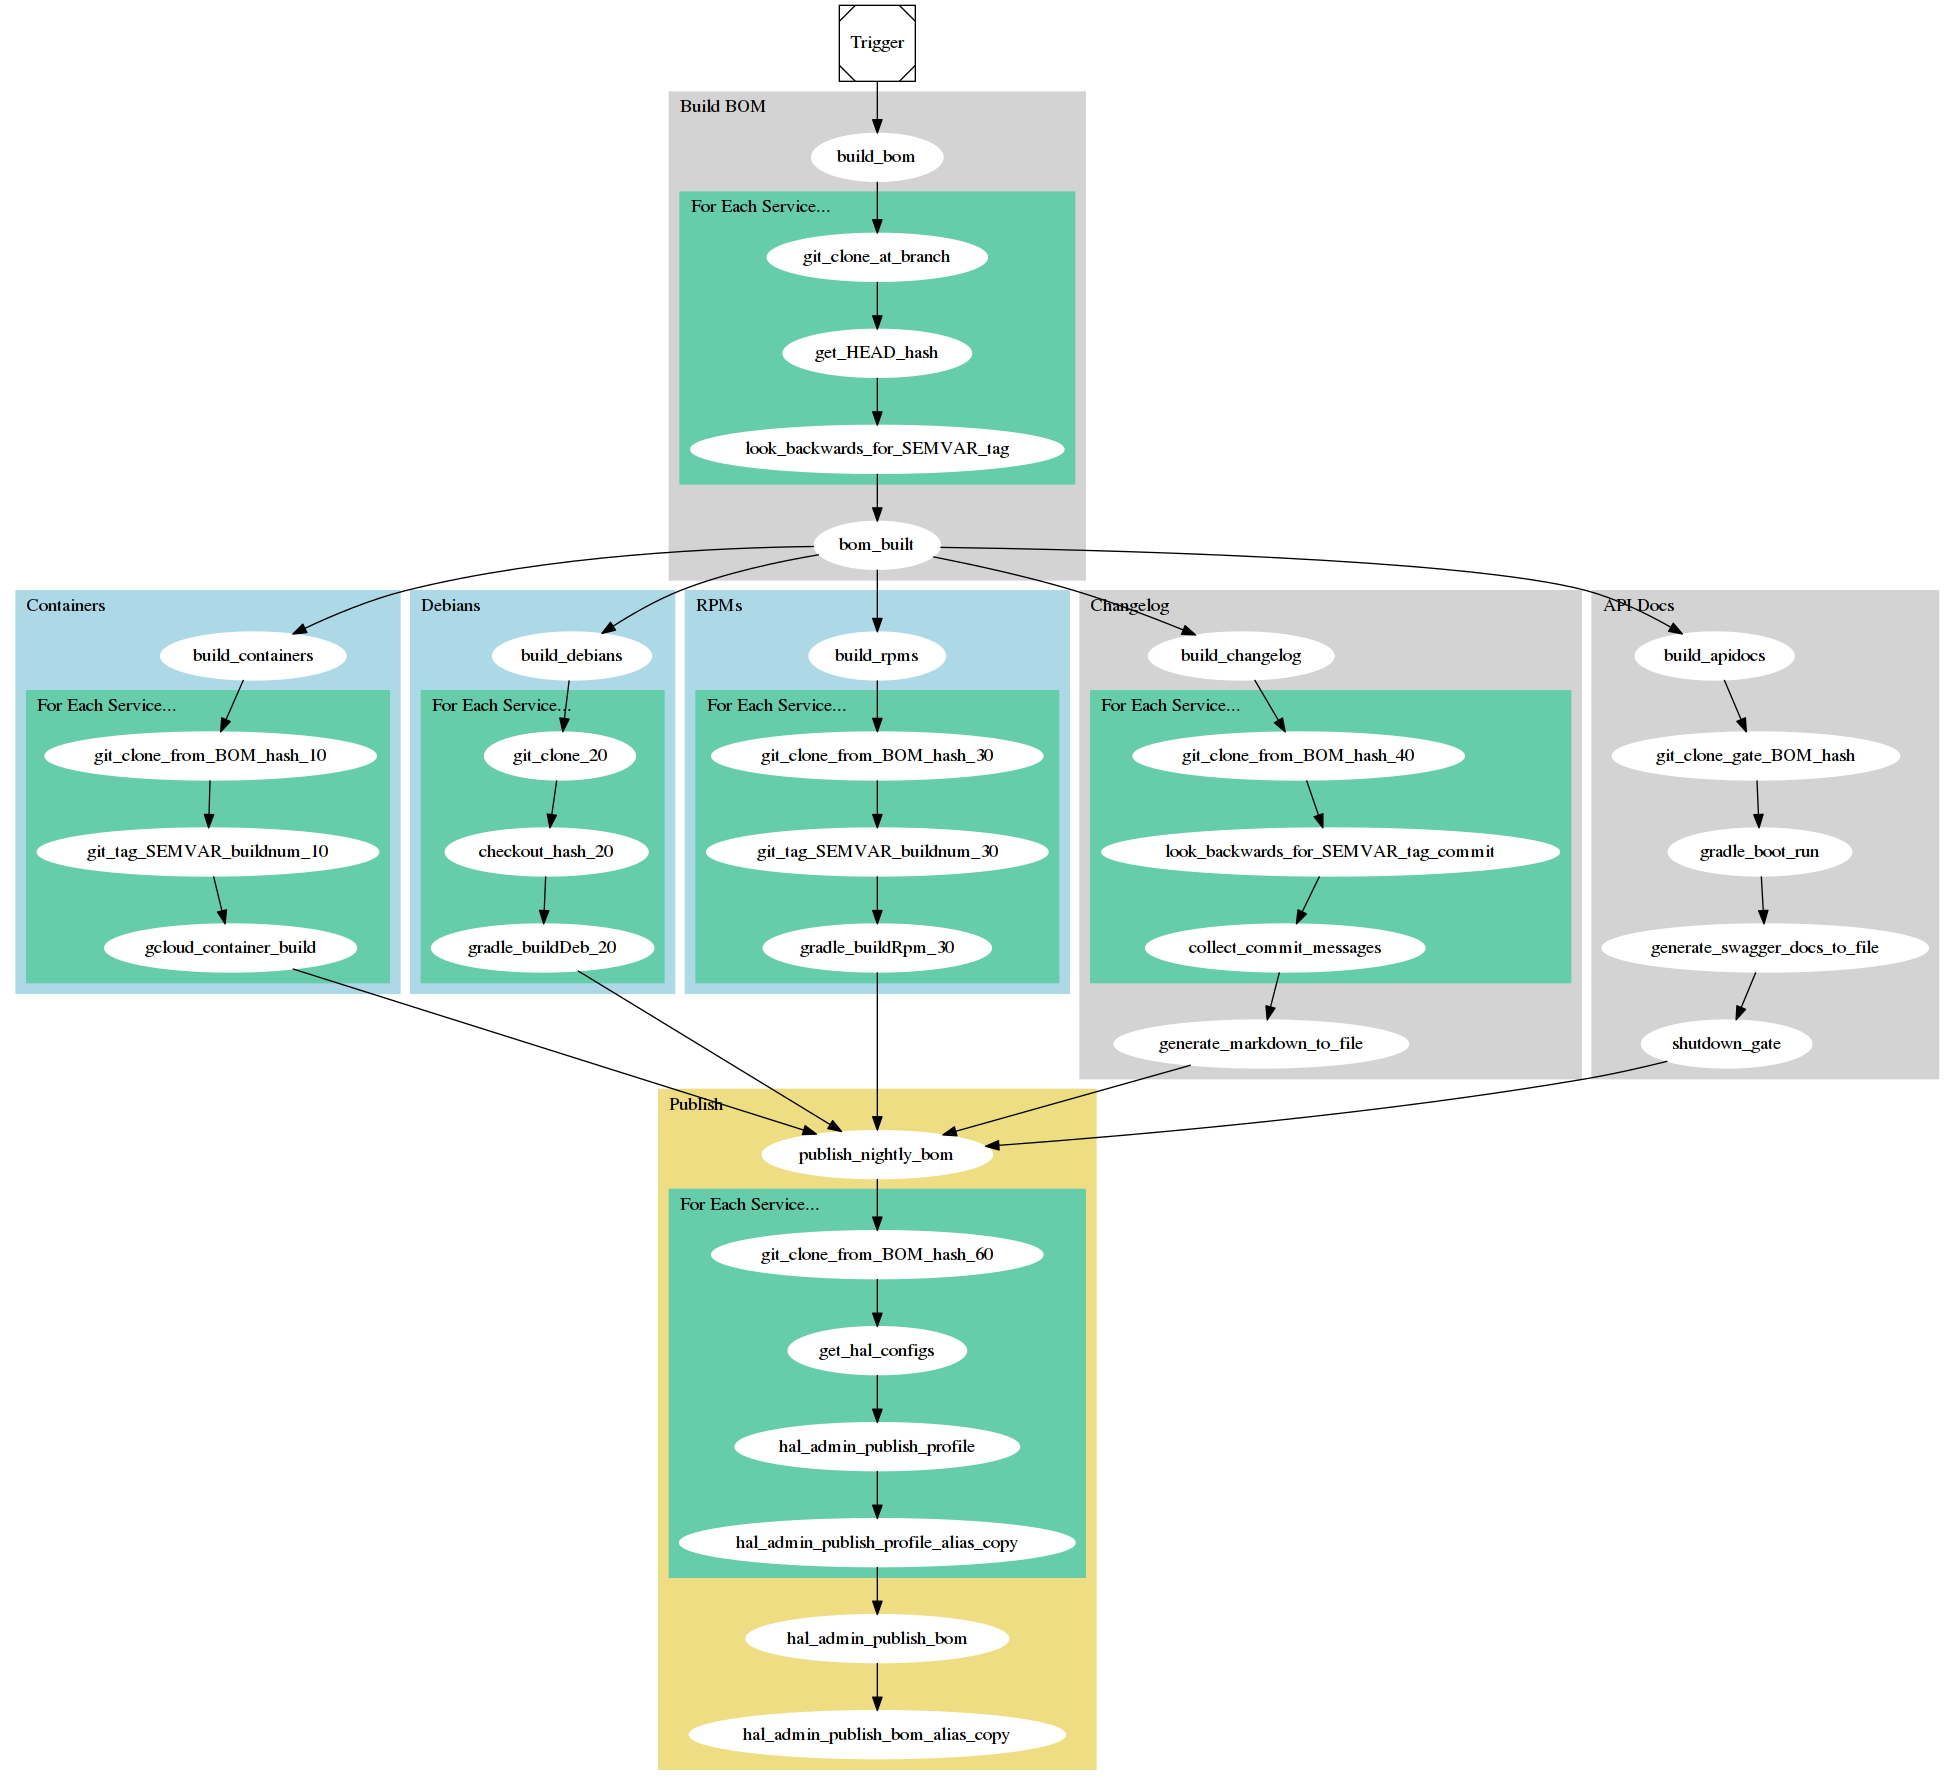 Trigger
Build BOM
build_bom
For Each Service...
git_clone_at_branch
get_HEAD_hash
look_backwards_for_SEMVAR_tag
bom_built
Containers
build_containers
For Each Service...
git_clone_from_BOM_hash_10
git_tag_SEMVAR_buildnum_10
gcloud_container_build
Debians
build_debians
For Each Service...
git_clone_20
checkout_hash_20
gradle_buildDeb_20
RPMs
build_rpms
For Each Service...
git_clone_from_BOM_hash_30
git_tag_SEMVAR_buildnum_30
gradle_buildRpm_30
Changelog
build_changelog
For Each Service...
git_clone_from_BOM_hash_40
look_backwards_for_SEMVAR_tag_commit
collect_commit_messages
generate_markdown_to_file
API Docs
build_apidocs
git_clone_gate_BOM_hash
gradle_boot_run
generate_swagger_docs_to_file
shutdown_gate
Publish
publish_nightly_bom
For Each Service...
git_clone_from_BOM_hash_60
get_hal_configs
hal_admin_publish_profile
hal_admin_publish_profile_alias_copy
hal_admin_publish_bom
hal_admin_publish_bom_alias_copy